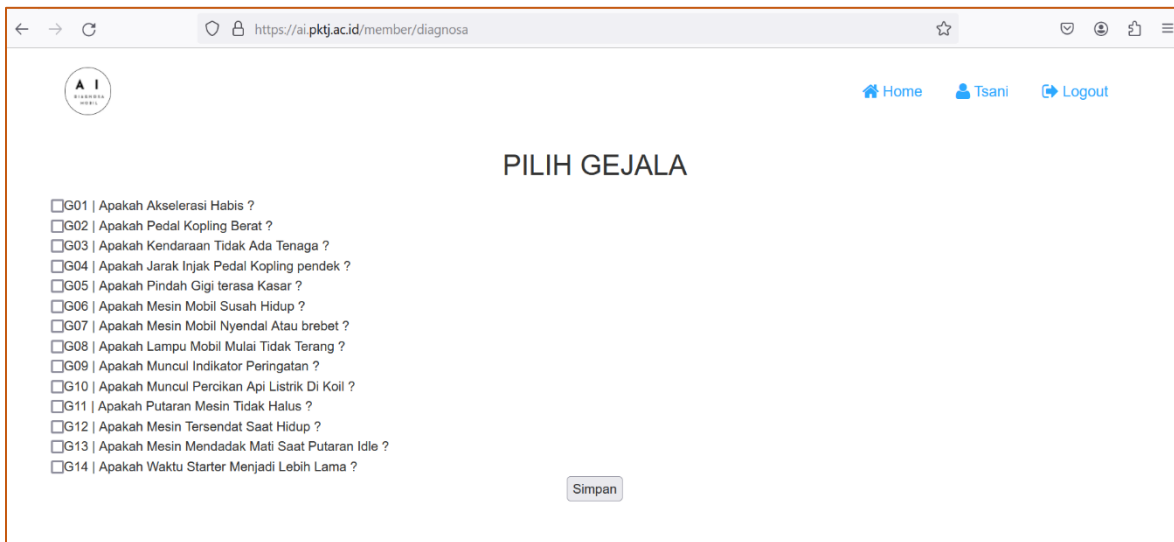 https://ai.pktj.ac.id/member/diagnosa
A I
DIAGNOSA
MOBIL
Home
Tsani
Logout
PILIH GEJALA
G01 | Apakah Akselerasi Habis ?
G02 | Apakah Pedal Kopling Berat ?
G03 | Apakah Kendaraan Tidak Ada Tenaga ?
G04 | Apakah Jarak Injak Pedal Kopling pendek ?
G05 | Apakah Pindah Gigi terasa Kasar ?
G06 | Apakah Mesin Mobil Susah Hidup ?
G07 | Apakah Mesin Mobil Nyendal Atau brebet ?
G08 | Apakah Lampu Mobil Mulai Tidak Terang ?
G09 | Apakah Muncul Indikator Peringatan ?
G10 | Apakah Muncul Percikan Api Listrik Di Koil ?
G11 | Apakah Putaran Mesin Tidak Halus ?
G12 | Apakah Mesin Tersendat Saat Hidup ?
G13 | Apakah Mesin Mendadak Mati Saat Putaran Idle ?
G14 | Apakah Waktu Starter Menjadi Lebih Lama ?
Simpan